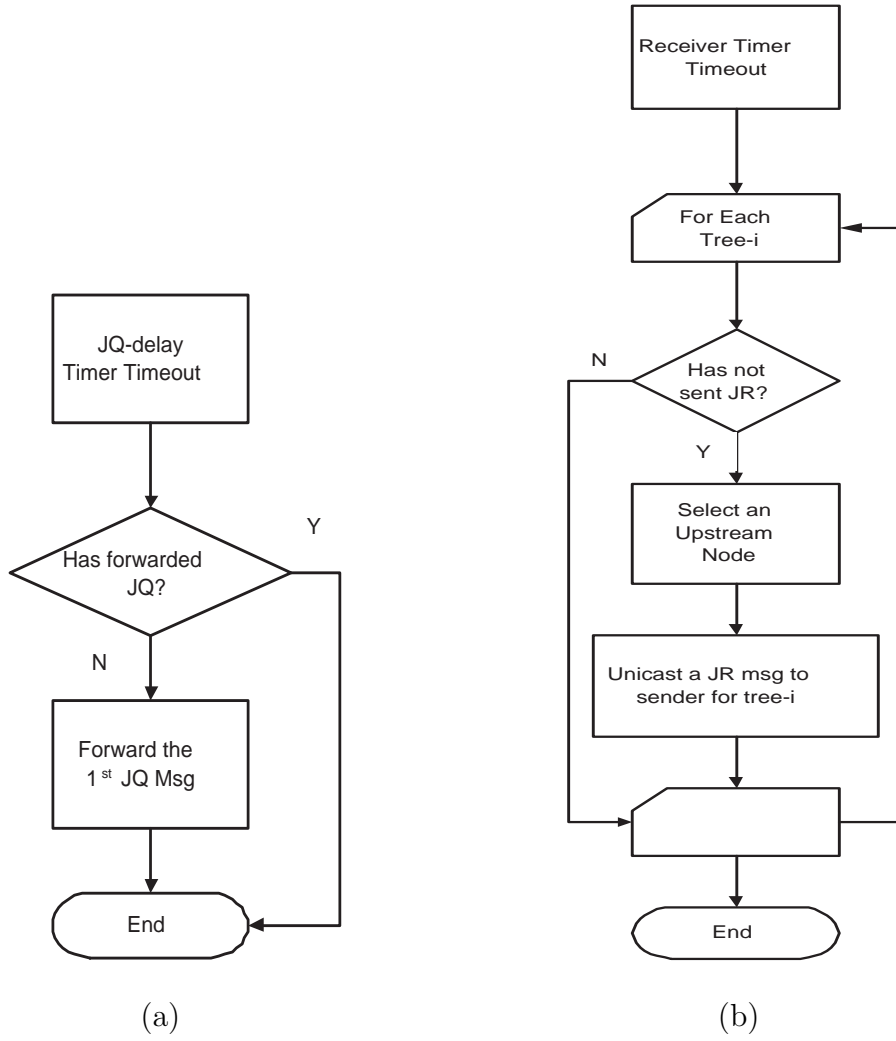 JQ-delay
Timer Timeout
Has forwarded
JQ?
Y
N
Forward the
1st JQ Msg
End
(a)
Receiver Timer
Timeout
For Each
Tree-i
N
Has not
sent JR?
Y
Select an
Upstream
Node
Unicast a JR msg to
sender for tree-i
End
(b)